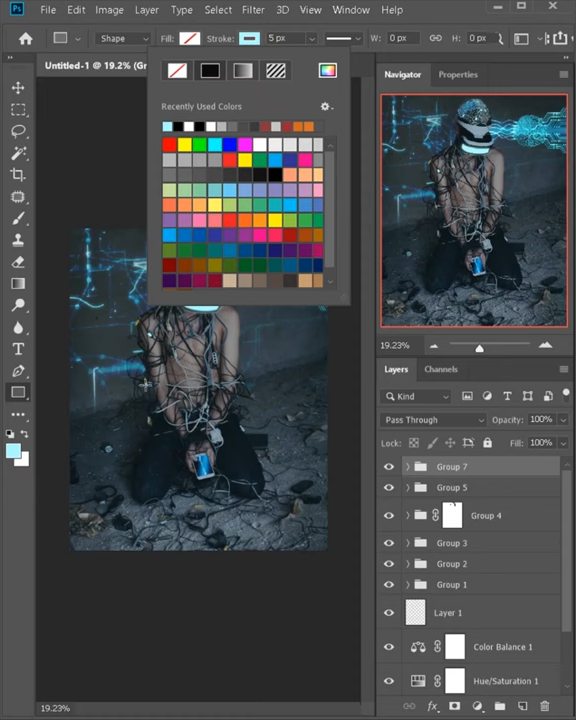 Ps File Edit Image Layer Type Select Filter 3D View Window Help
Shape Fill: Stroke: 5 px W: 0 px H: 0 px
Untitled-1 @ 19.2% (Gr
Recently Used Colors
19.23%
Navigator Properties
19.23%
Layers Channels
Kind
Pass Through Opacity: 100%
Lock: Fill: 100%
Group 7
Group 5
Group 4
Group 3
Group 2
Group 1
Layer 1
Color Balance 1
Hue/Saturation 1
fx